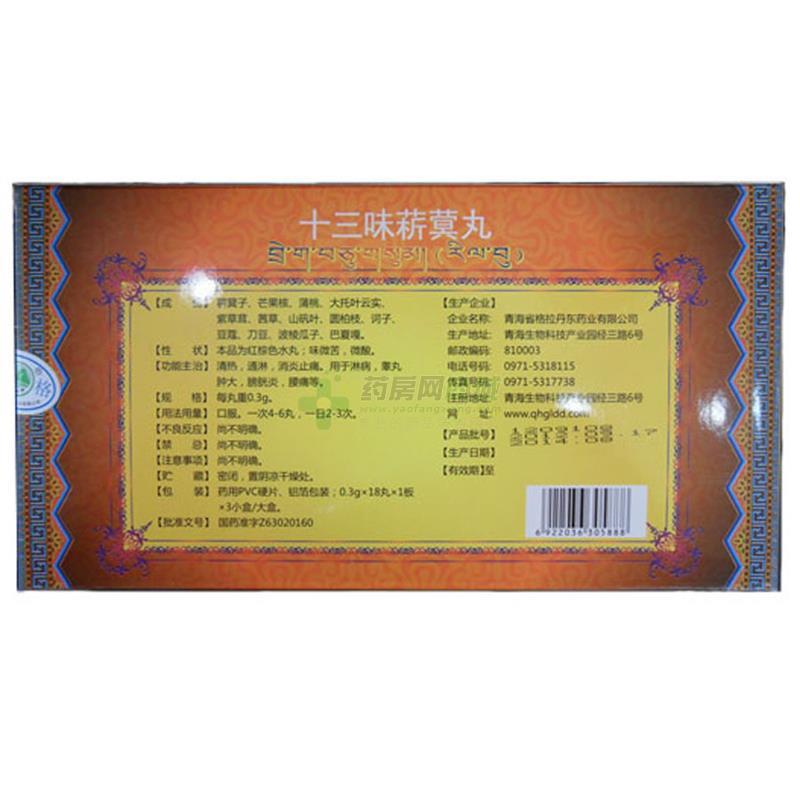 十三味菥蓂丸
བྲེ་ག་བཅུ་གསུམ།(རིལ་བུ)
【成 菥蓂子、芒果核、蒲桃、大托叶云实、
紫草茸、茜草、山矾叶、圆柏枝、诃子、
豆蔻、刀豆、波棱瓜子、巴夏嘎。
【性 状】 本品为红棕色水丸；味微苦，微酸。
【功能主治】 清热，通淋，消炎止痛。用于淋病，睾丸
肿大，膀胱炎，腰痛等。
【规 格】 每丸重0.3g。
【用法用量】 口服。一次4-6丸，一日2-3次。
【不良反应】 尚不明确。
【禁 忌】 尚不明确。
【注意事项】 尚不明确。
【贮 藏】 密闭，置阴凉干燥处。
【包 装】 药用PVC硬片、铝箔包装；0.3g×18丸×1板
×3小盒/大盒。
【批准文号】 国药准字Z63020160
【生产企业】
企业名称: 青海省格拉丹东药业有限公司
生产地址: 青海生物科技产业园经三路6号
邮政编码: 810003
电话号码: 0971-5318115
传真号码: 0971-5317738
注册地址: 青海生物科技产业园经三路6号
网 址: www.qhgldd.com
【产品批号】
【生产日期】
【有效期】至
6 922036 305888
格
药房网商城
www.yaofangwang.com